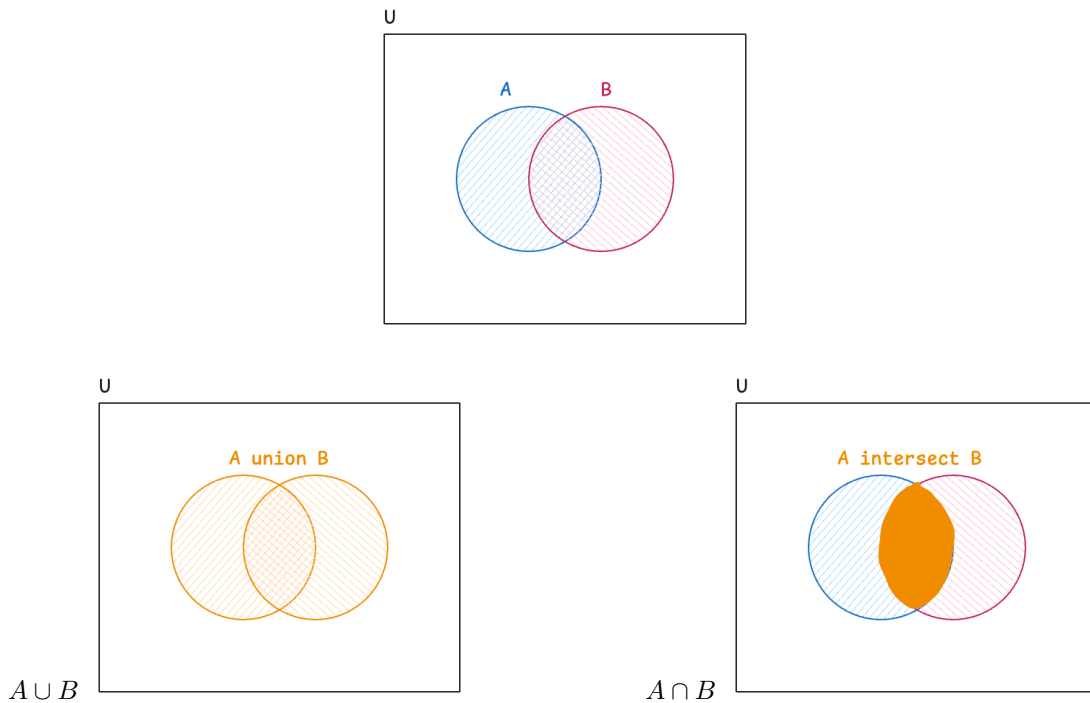 U
A B
U
A union B
A ∪ B
U
A intersect B
A ∩ B